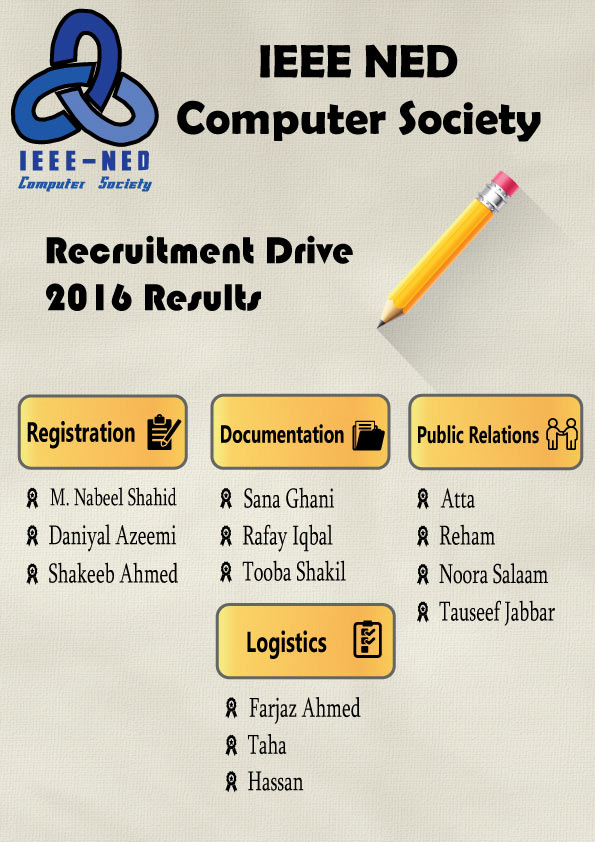 IEEE NED
Computer Society
IEEE-NED
Computer Society
Recruitment Drive
2016 Results
Registration
M. Nabeel Shahid
Daniyal Azeemi
Shakeeb Ahmed
Documentation
Sana Ghani
Rafay Iqbal
Tooba Shakil
Public Relations
Atta
Reham
Noora Salaam
Tauseef Jabbar
Logistics
Farjaz Ahmed
Taha
Hassan